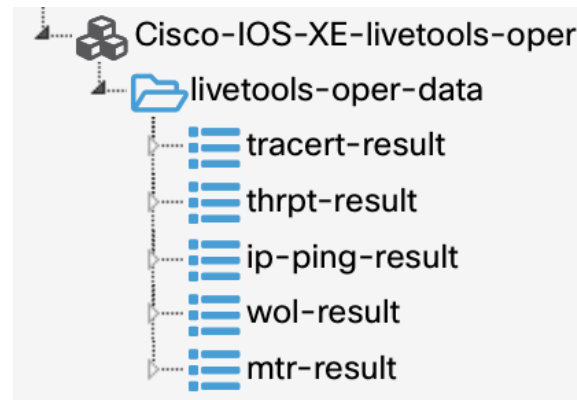 Cisco-IOS-XE-livetools-oper
livetools-oper-data
tracert-result
thrpt-result
ip-ping-result
wol-result
mtr-result